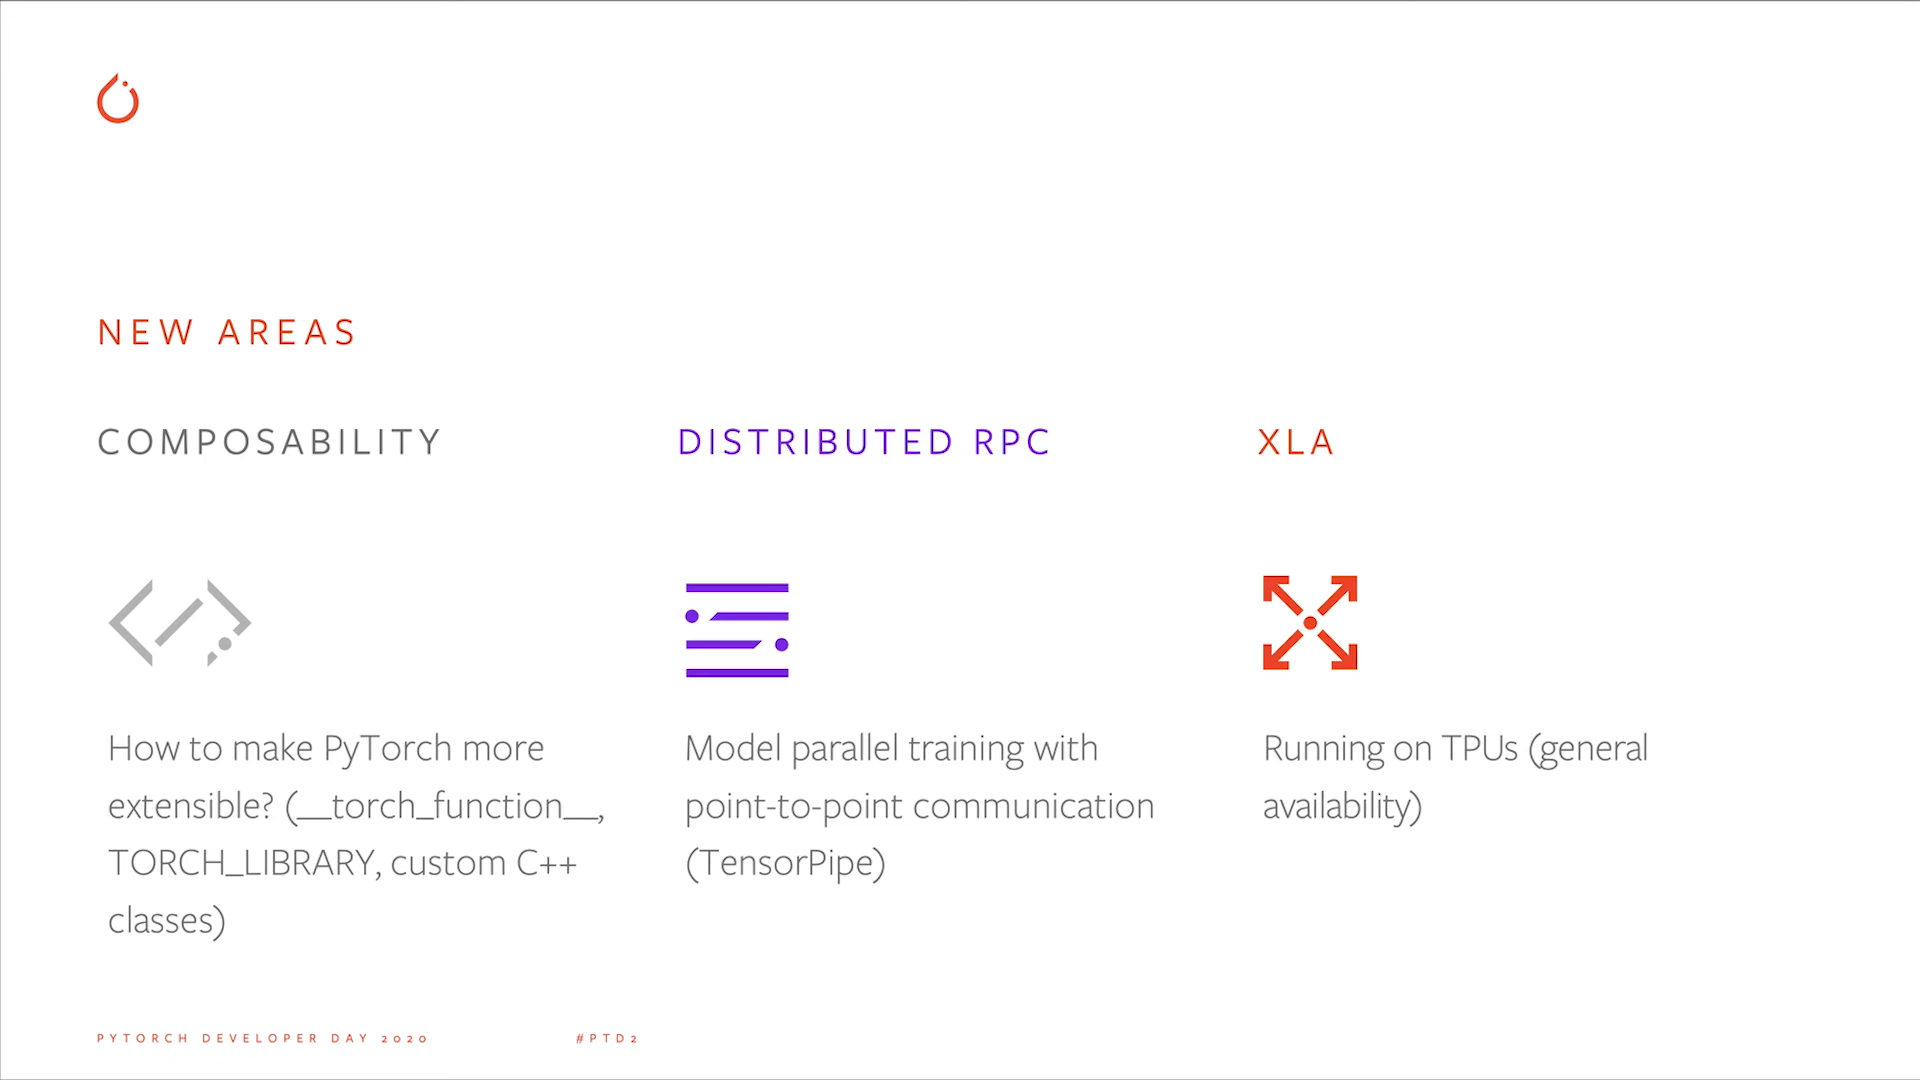 NEW AREAS
COMPOSABILITY
How to make PyTorch more
extensible? (__torch_function__,
TORCH_LIBRARY, custom C++
classes)
DISTRIBUTED RPC
Model parallel training with
point-to-point communication
(TensorPipe)
XLA
Running on TPUs (general
availability)
PYTORCH DEVELOPER DAY 2020
#PTD2